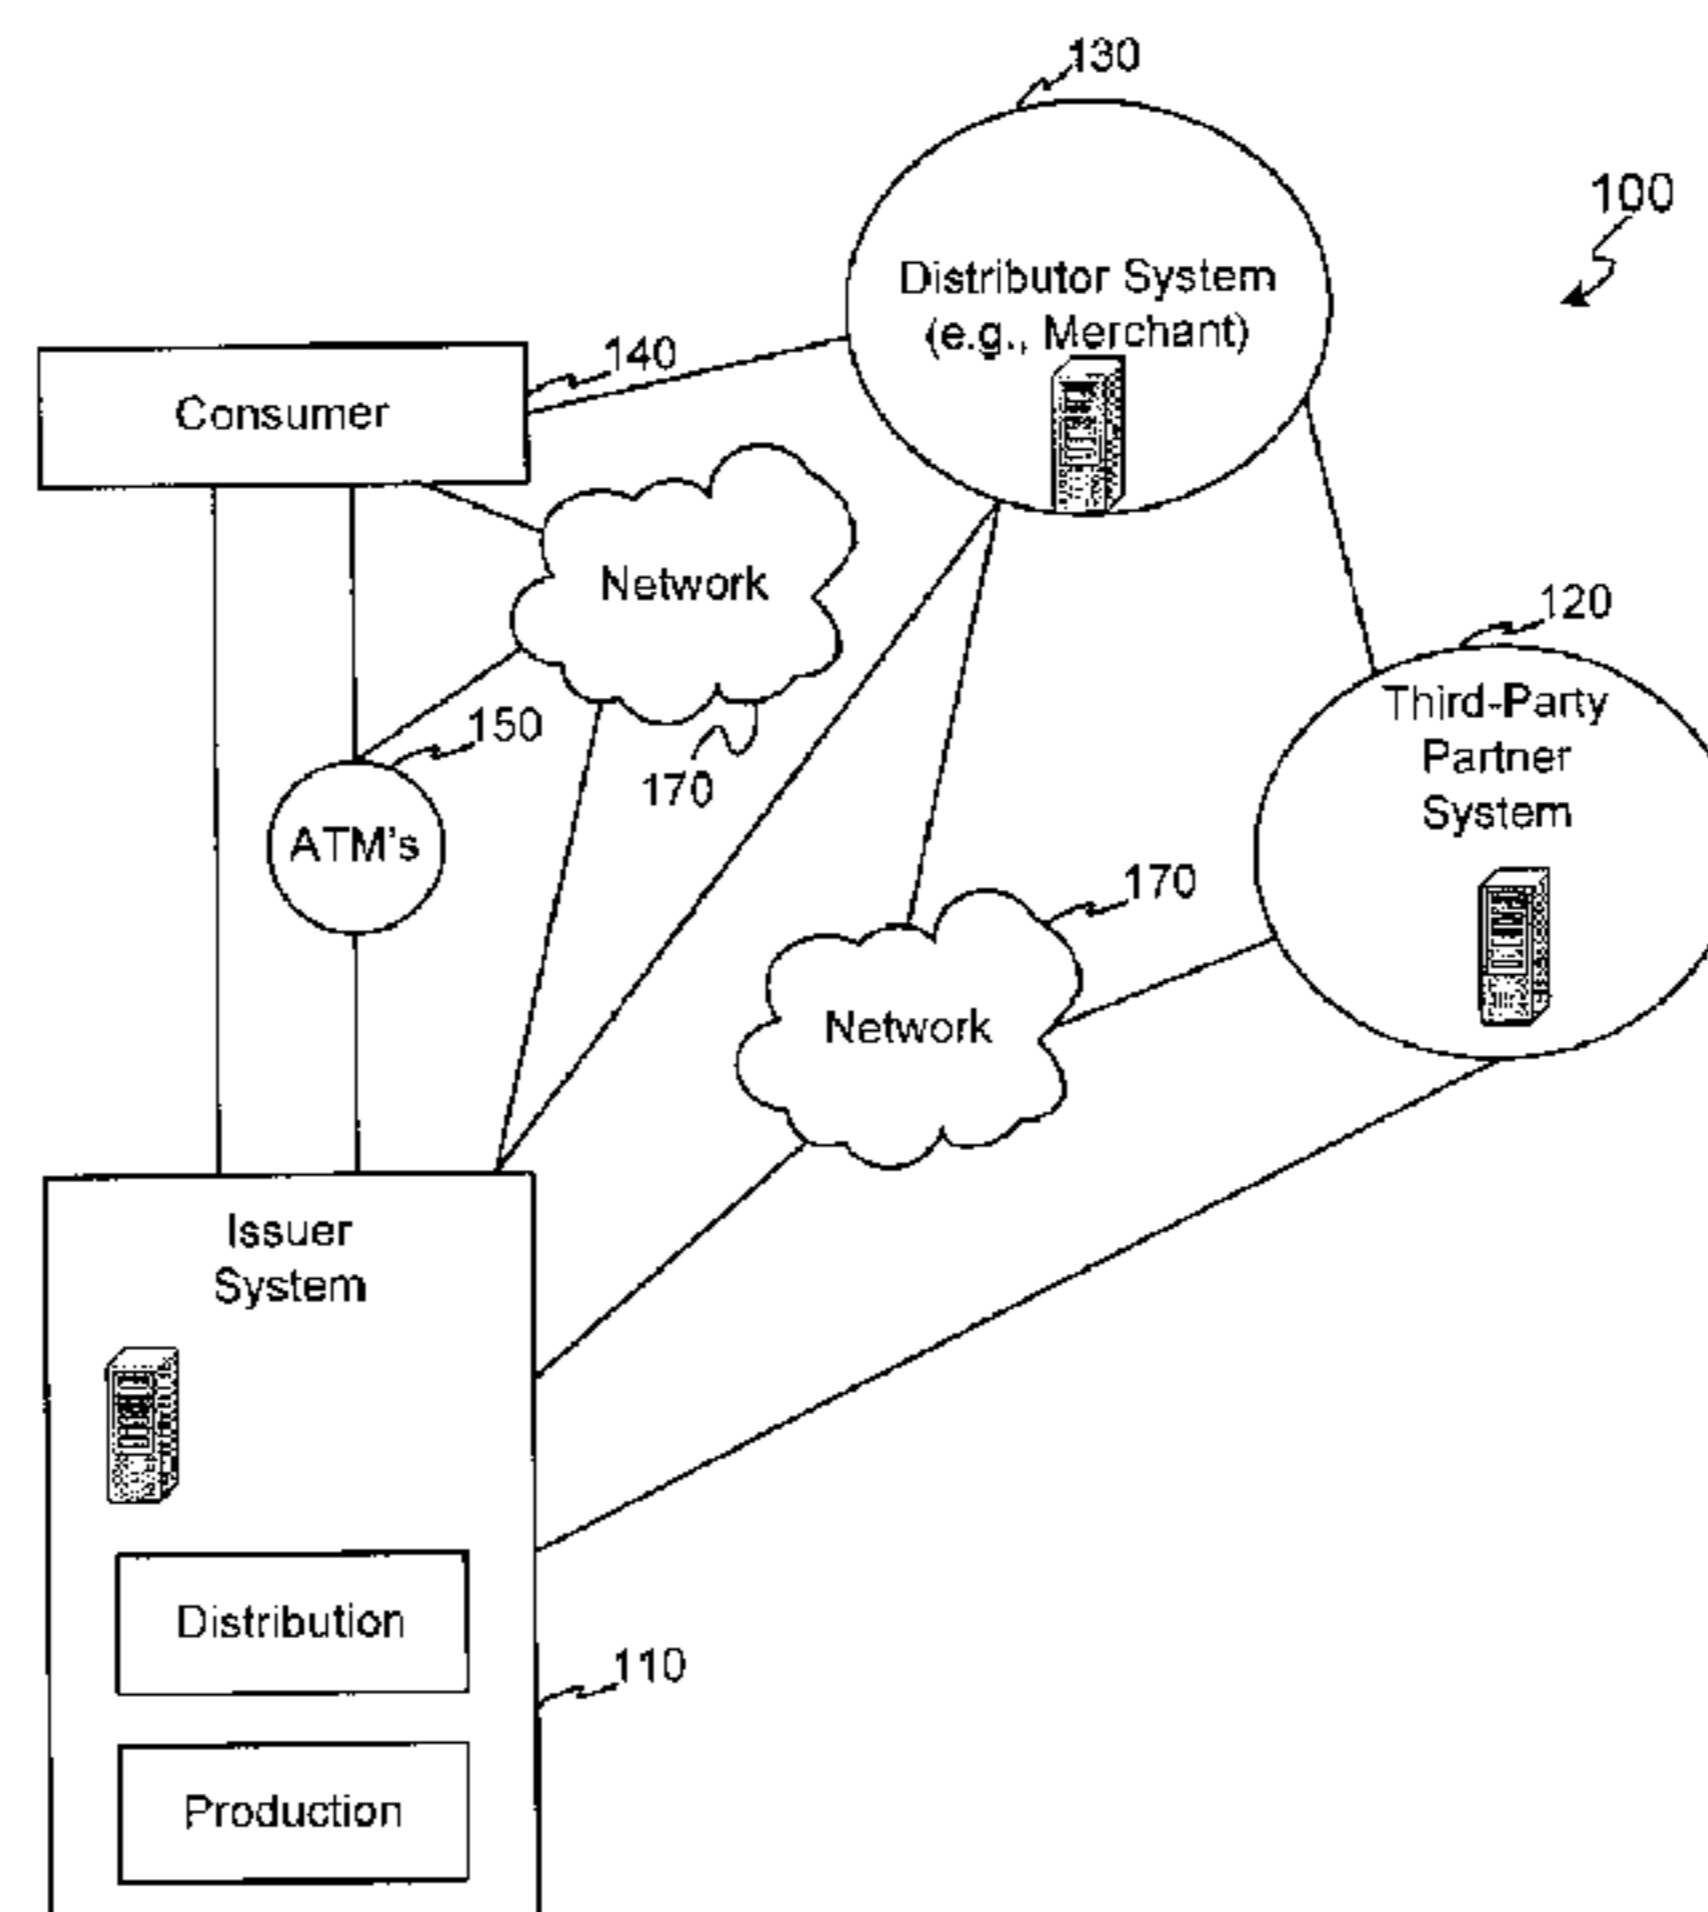 130
100
Distributor System
(e.g., Merchant)
140
Consumer
Network
120
Third-Party
Partner
System
150
170
ATM's
170
Network
Issuer
System
Distribution
110
Production